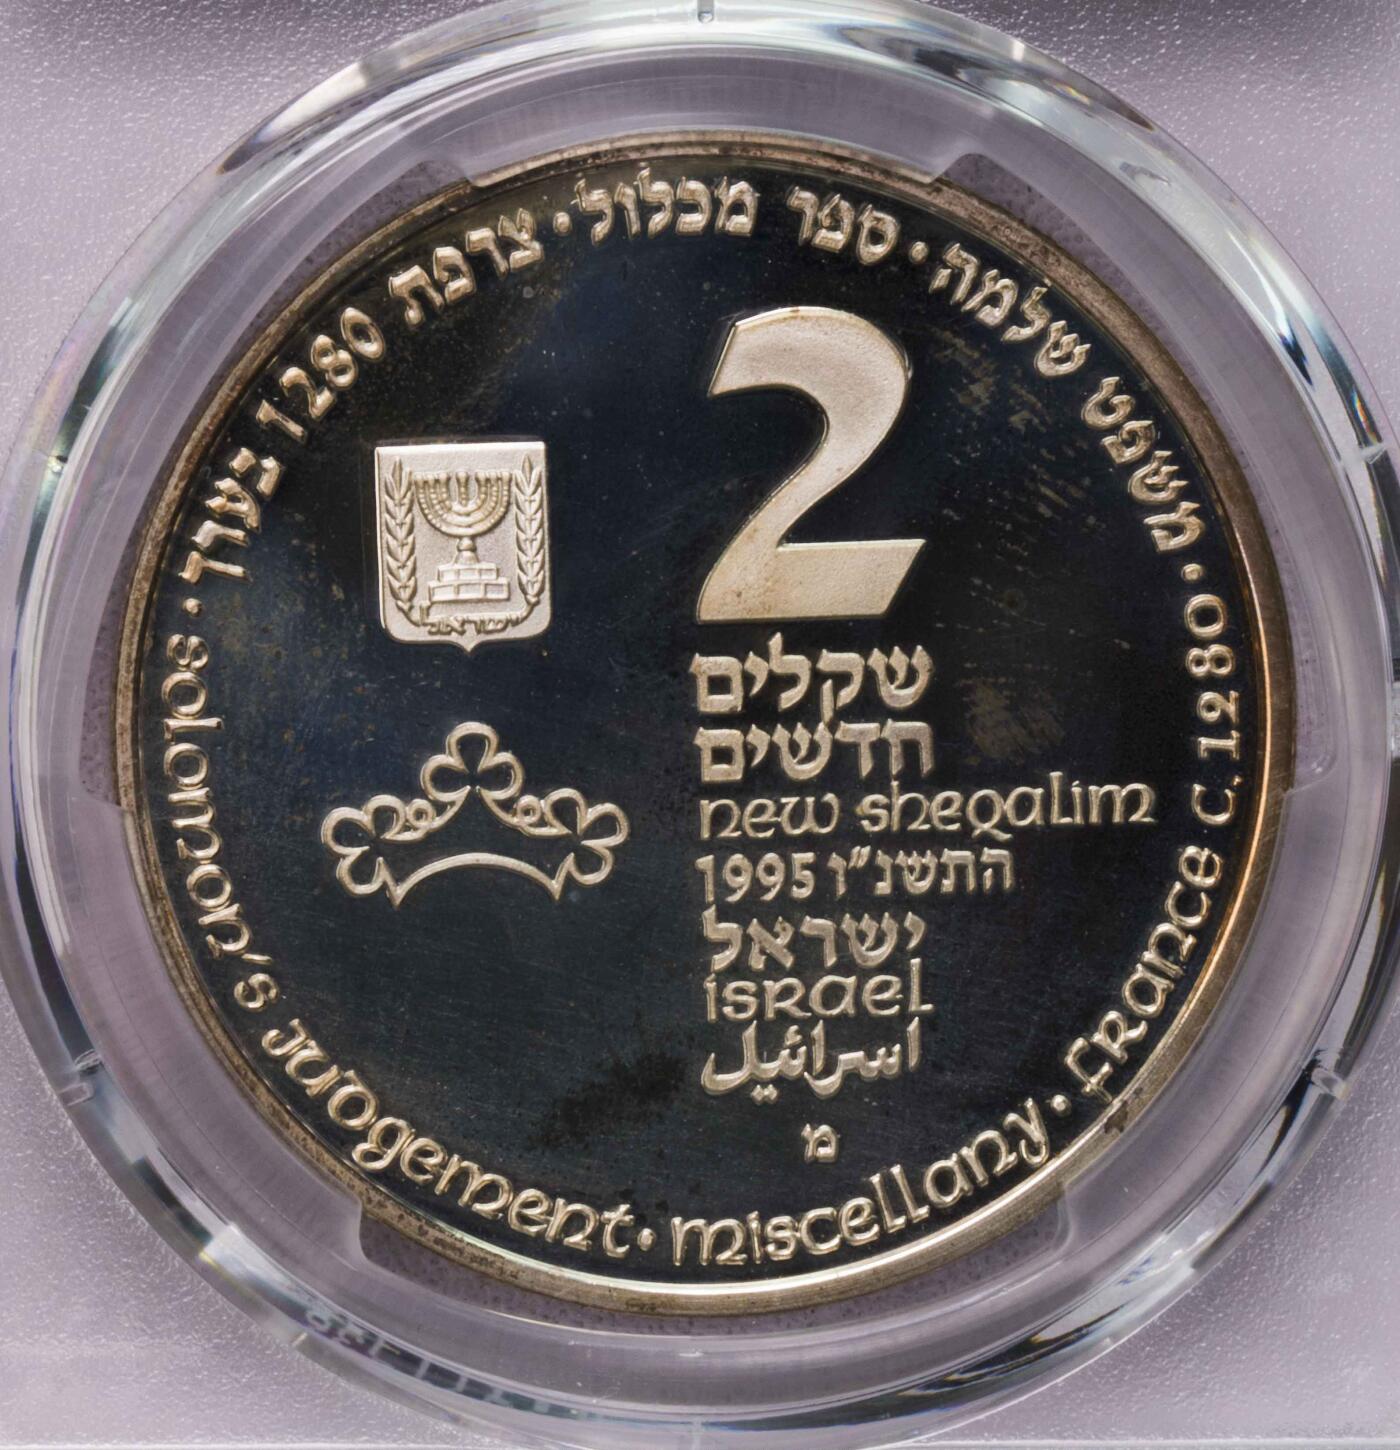 משפט שלמה · ספר מכלול · צרפת 1280 בערך ·
solomon's judgement · miscellany · france c. 1280 ·
ישראל
2
שקלים
חדשים
new sheqalim
1995 התשנ"ו
ישראל
israel
اسرائيل
מ